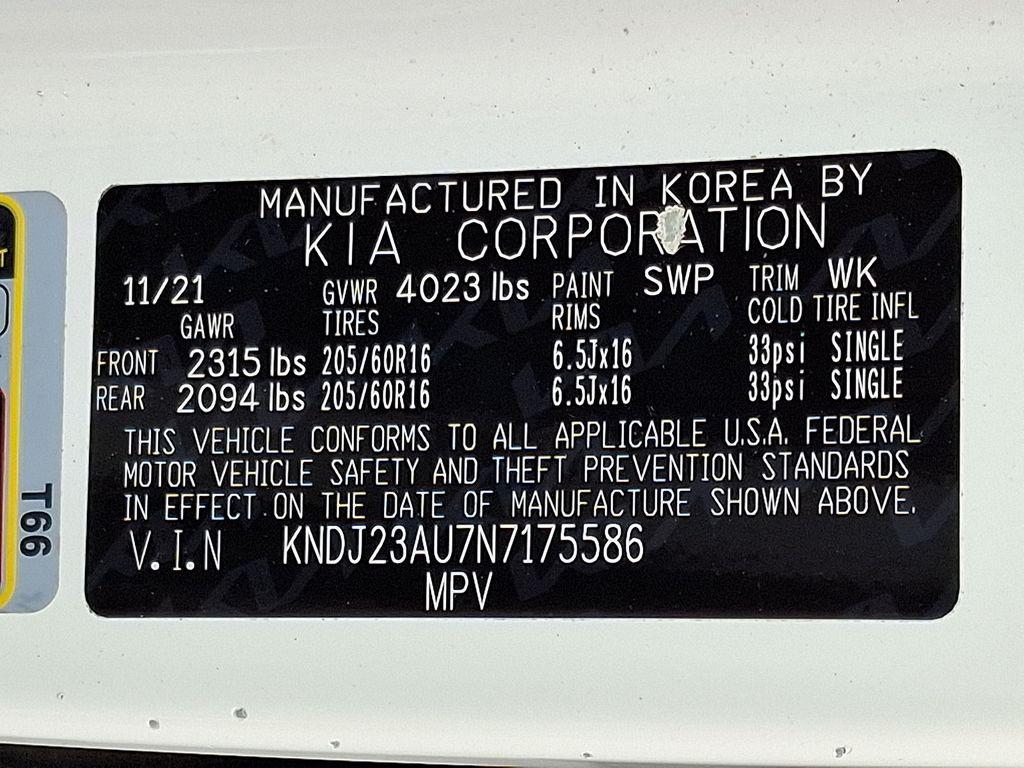 MANUFACTURED IN KOREA BY
KIA CORPORATION
11/21 GVWR 4023 lbs PAINT SWP TRIM WK
GAWR TIRES RIMS COLD TIRE INFL
FRONT 2315 lbs 205/60R16 6.5Jx16 33psi SINGLE
REAR 2094 lbs 205/60R16 6.5Jx16 33psi SINGLE
THIS VEHICLE CONFORMS TO ALL APPLICABLE U.S.A. FEDERAL
MOTOR VEHICLE SAFETY AND THEFT PREVENTION STANDARDS
IN EFFECT ON THE DATE OF MANUFACTURE SHOWN ABOVE.
V.I.N KNDJ23AU7N7175586
MPV
T66